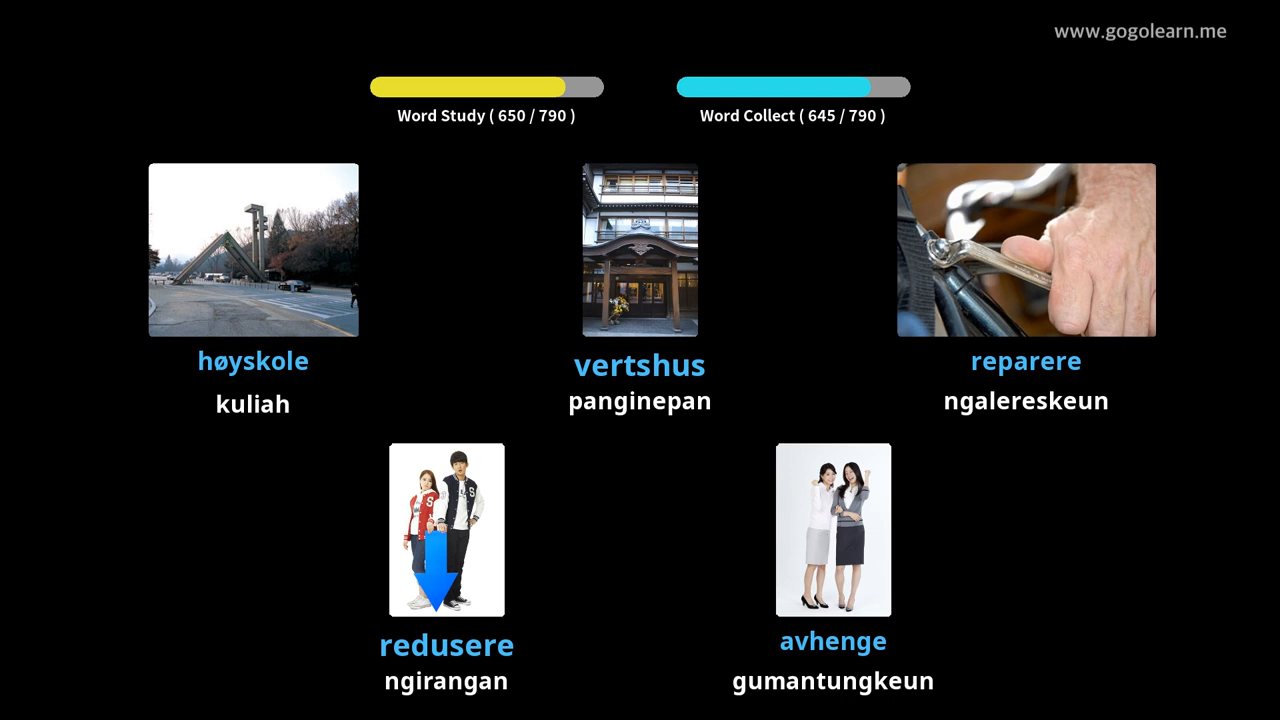 www.gogolearn.me
Word Study ( 650 / 790 )
Word Collect ( 645 / 790 )
høyskole
kuliah
vertshus
panginepan
reparere
ngalereskeun
S
S
redusere
ngirangan
avhenge
gumantungkeun